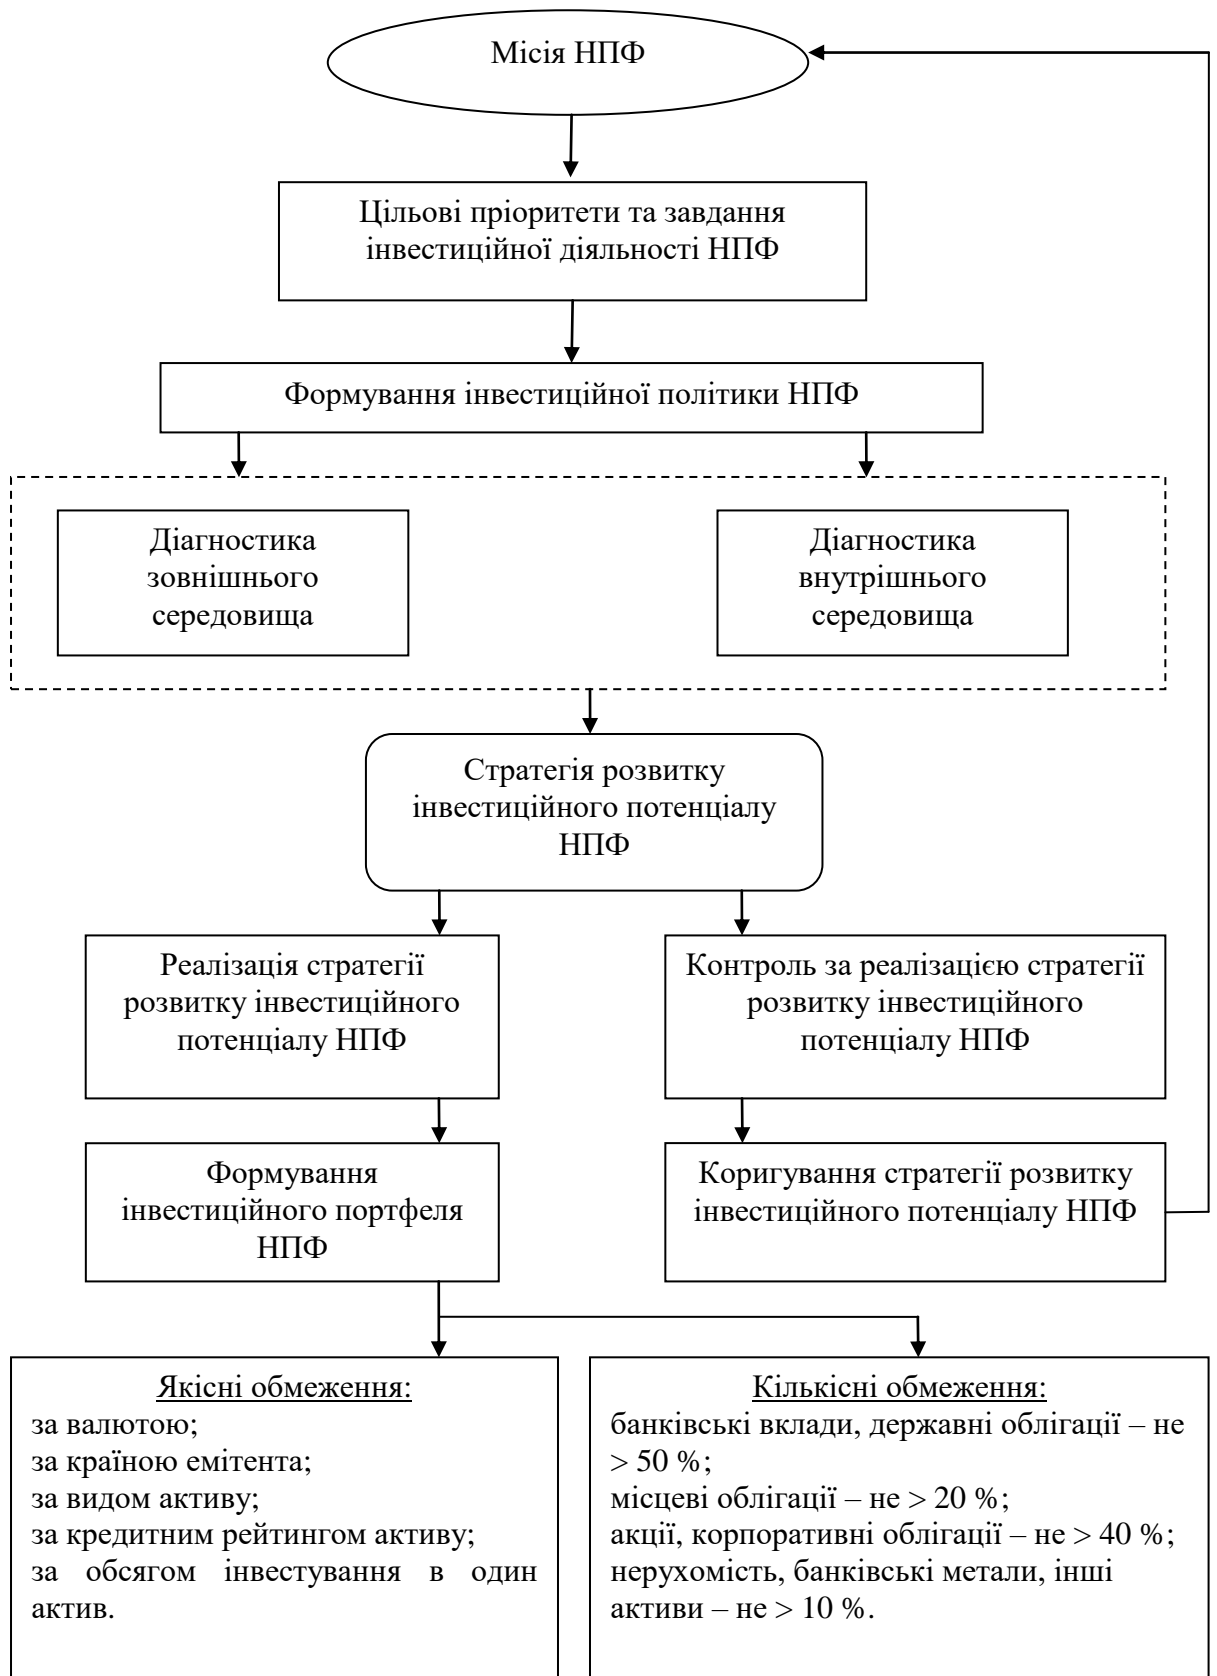 Місія НПФ
Цільові пріоритети та завдання
інвестиційної діяльності НПФ
Формування інвестиційної політики НПФ
Діагностика
зовнішнього
середовища
Діагностика
внутрішнього
середовища
Стратегія розвитку
інвестиційного потенціалу
НПФ
Реалізація стратегії
розвитку інвестиційного
потенціалу НПФ
Контроль за реалізацією стратегії
розвитку інвестиційного
потенціалу НПФ
Формування
інвестиційного портфеля
НПФ
Коригування стратегії розвитку
інвестиційного потенціалу НПФ
Якісні обмеження:
за валютою;
за країною емітента;
за видом активу;
за кредитним рейтингом активу;
за обсягом інвестування в один
актив.
Кількісні обмеження:
банківські вклади, державні облігації – не
> 50 %;
місцеві облігації – не > 20 %;
акції, корпоративні облігації – не > 40 %;
нерухомість, банківські метали, інші
активи – не > 10 %.